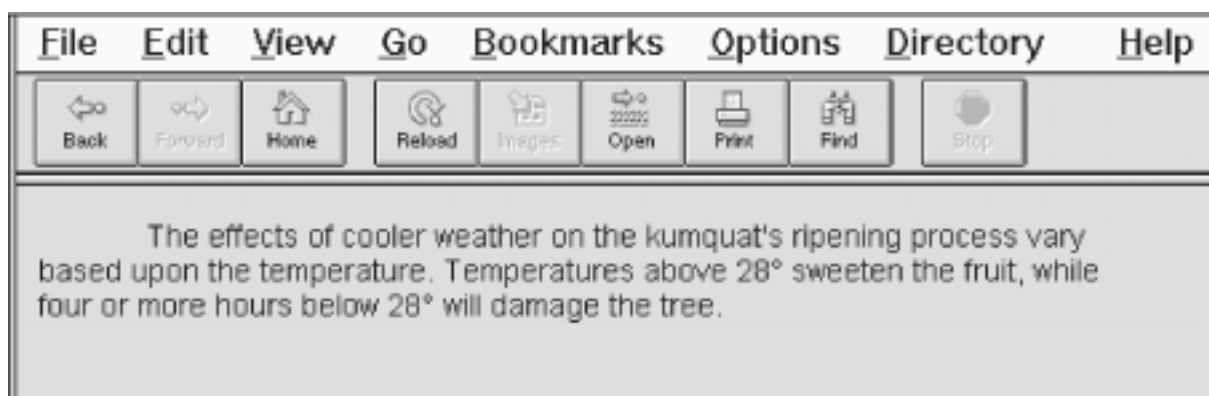 File Edit View Go Bookmarks Options Directory Help
Back Forward Home Reload Images Open Print Find Stop
The effects of cooler weather on the kumquat's ripening process vary
based upon the temperature. Temperatures above 28° sweeten the fruit, while
four or more hours below 28° will damage the tree.